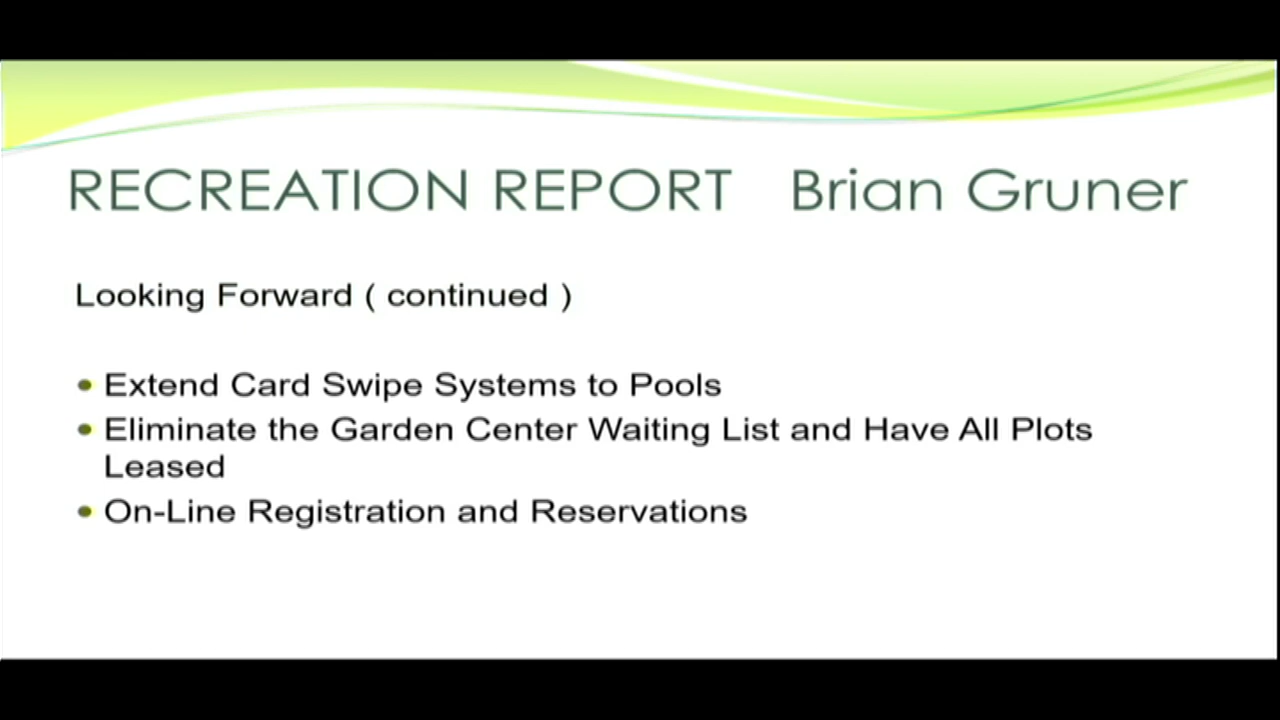 RECREATION REPORT Brian Gruner
Looking Forward ( continued )
• Extend Card Swipe Systems to Pools
• Eliminate the Garden Center Waiting List and Have All Plots
Leased
• On-Line Registration and Reservations